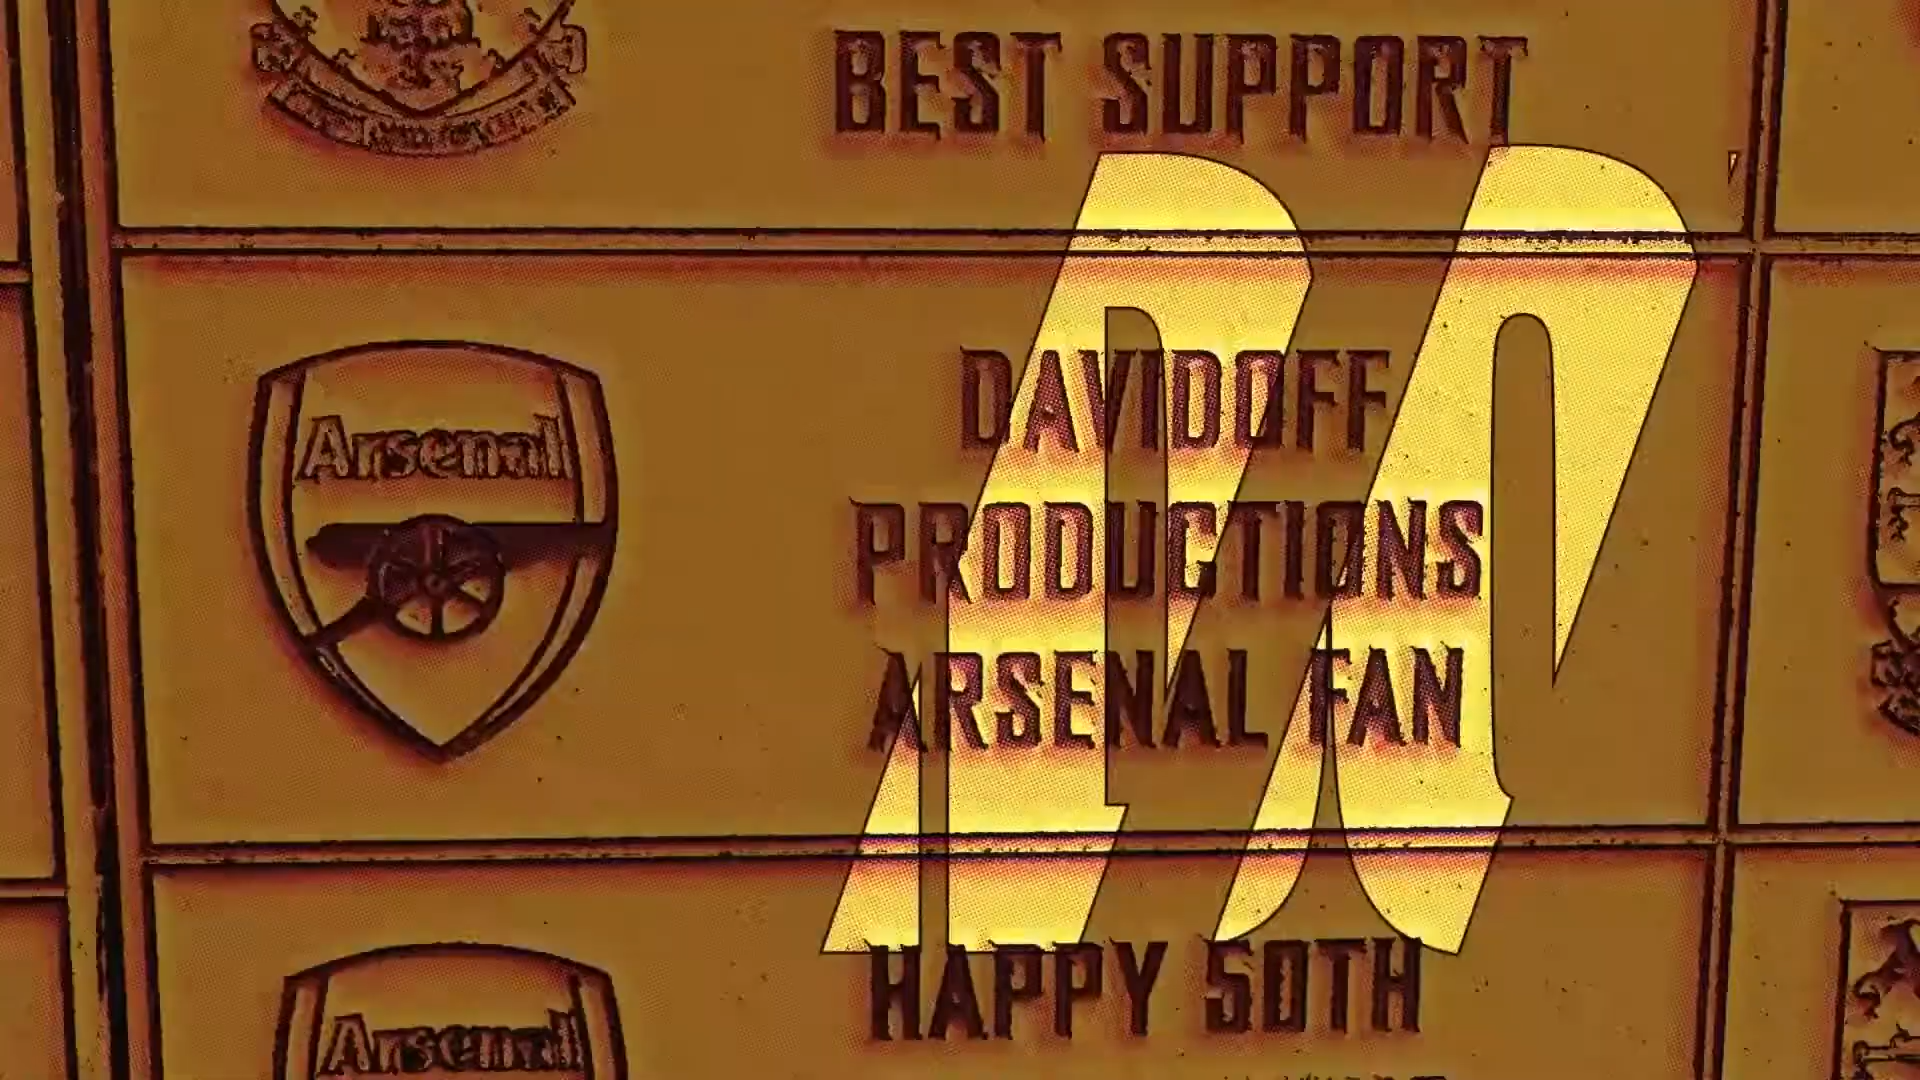 BEST SUPPORT
Arsenal
DAVIDOFF
PRODUCTIONS
ARSENAL FAN
Arsenal
HAPPY 50TH